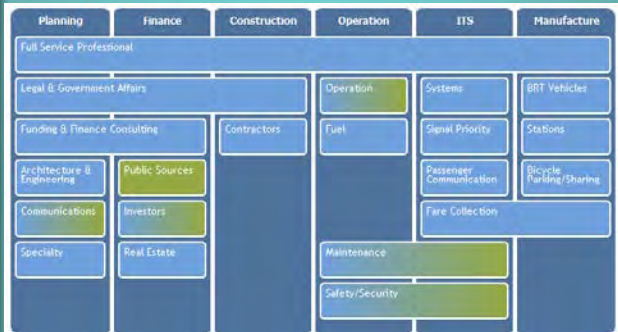 Planning Finance Construction Operation ITS Manufacture
Full Service Professional
Legal & Government Affairs Operation Systems BRT Vehicles
Funding & Finance Consulting Contractors Fuel Signal Priority Stations
Architecture &
Engineering
Public Sources
Passenger
Communication
Bicycle
Parking/Sharing
Communications Investors Fare Collection
Specialty Real Estate Maintenance
Safety/Security